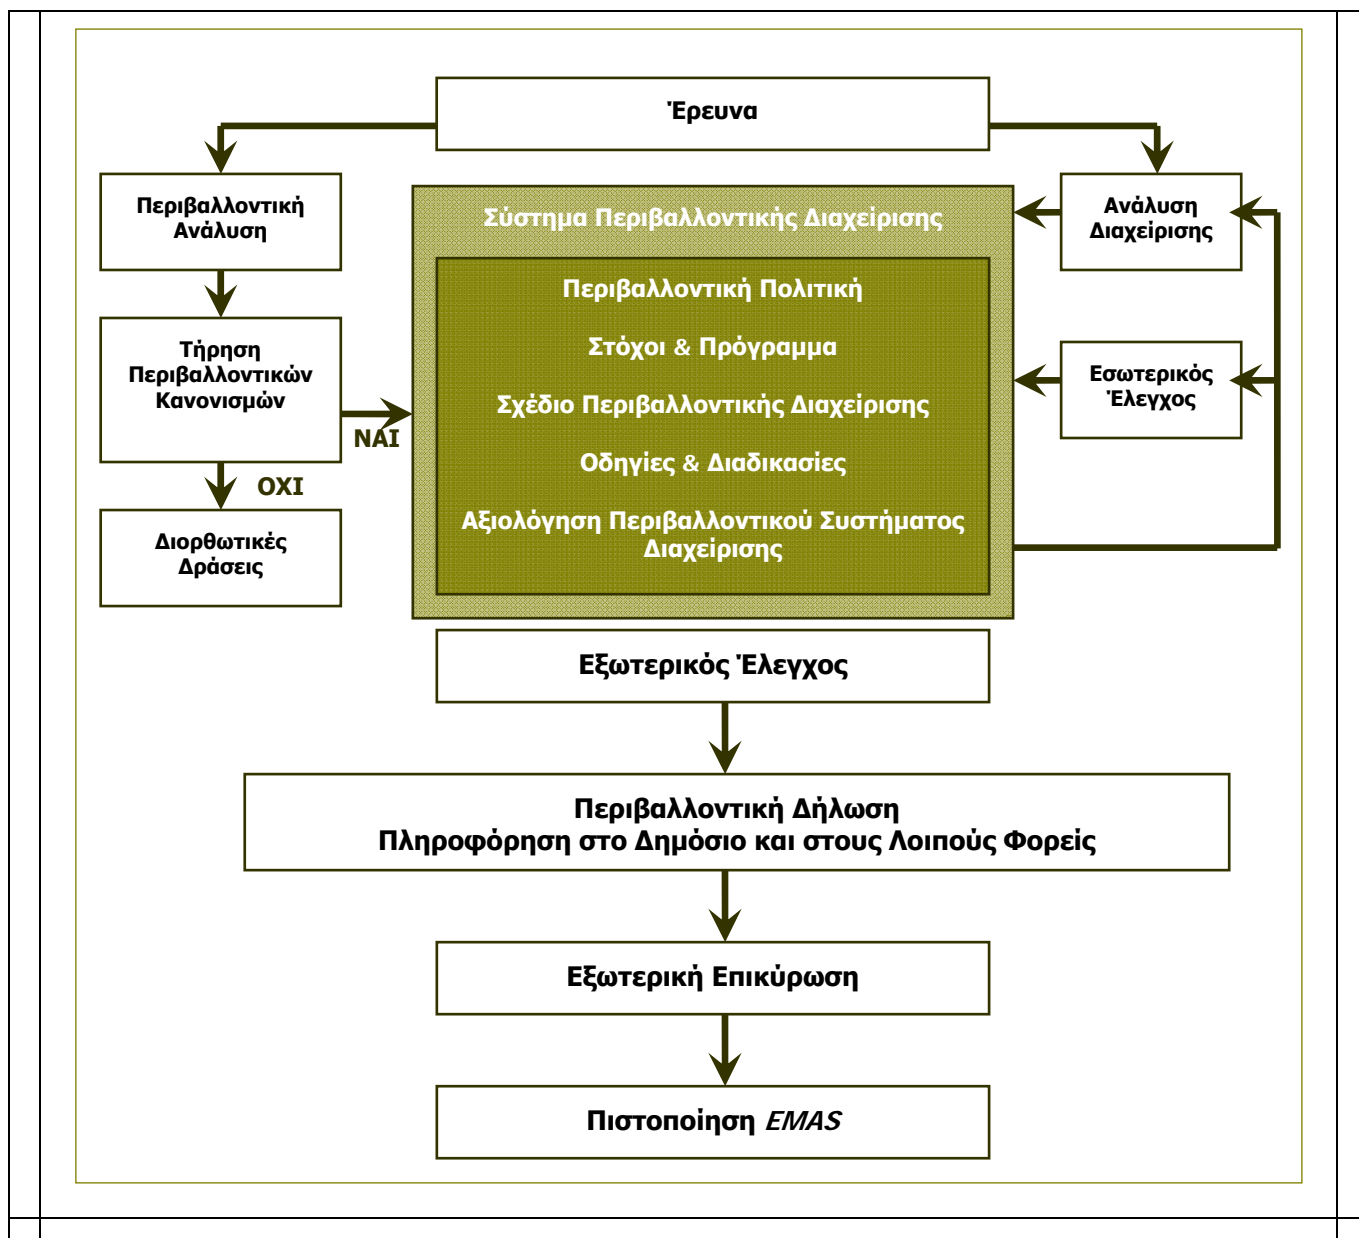 Έρευνα
Περιβαλλοντική
Ανάλυση
Σύστημα Περιβαλλοντικής Διαχείρισης
Ανάλυση
Διαχείρισης
Περιβαλλοντική Πολιτική
Στόχοι & Πρόγραμμα
Σχέδιο Περιβαλλοντικής Διαχείρισης
Οδηγίες & Διαδικασίες
Αξιολόγηση Περιβαλλοντικού Συστήματος
Διαχείρισης
Τήρηση
Περιβαλλοντικών
Κανονισμών
ΝΑΙ
ΟΧΙ
Εσωτερικός
Έλεγχος
Διορθωτικές
Δράσεις
Εξωτερικός Έλεγχος
Περιβαλλοντική Δήλωση
Πληροφόρηση στο Δημόσιο και στους Λοιπούς Φορείς
Εξωτερική Επικύρωση
Πιστοποίηση EMAS